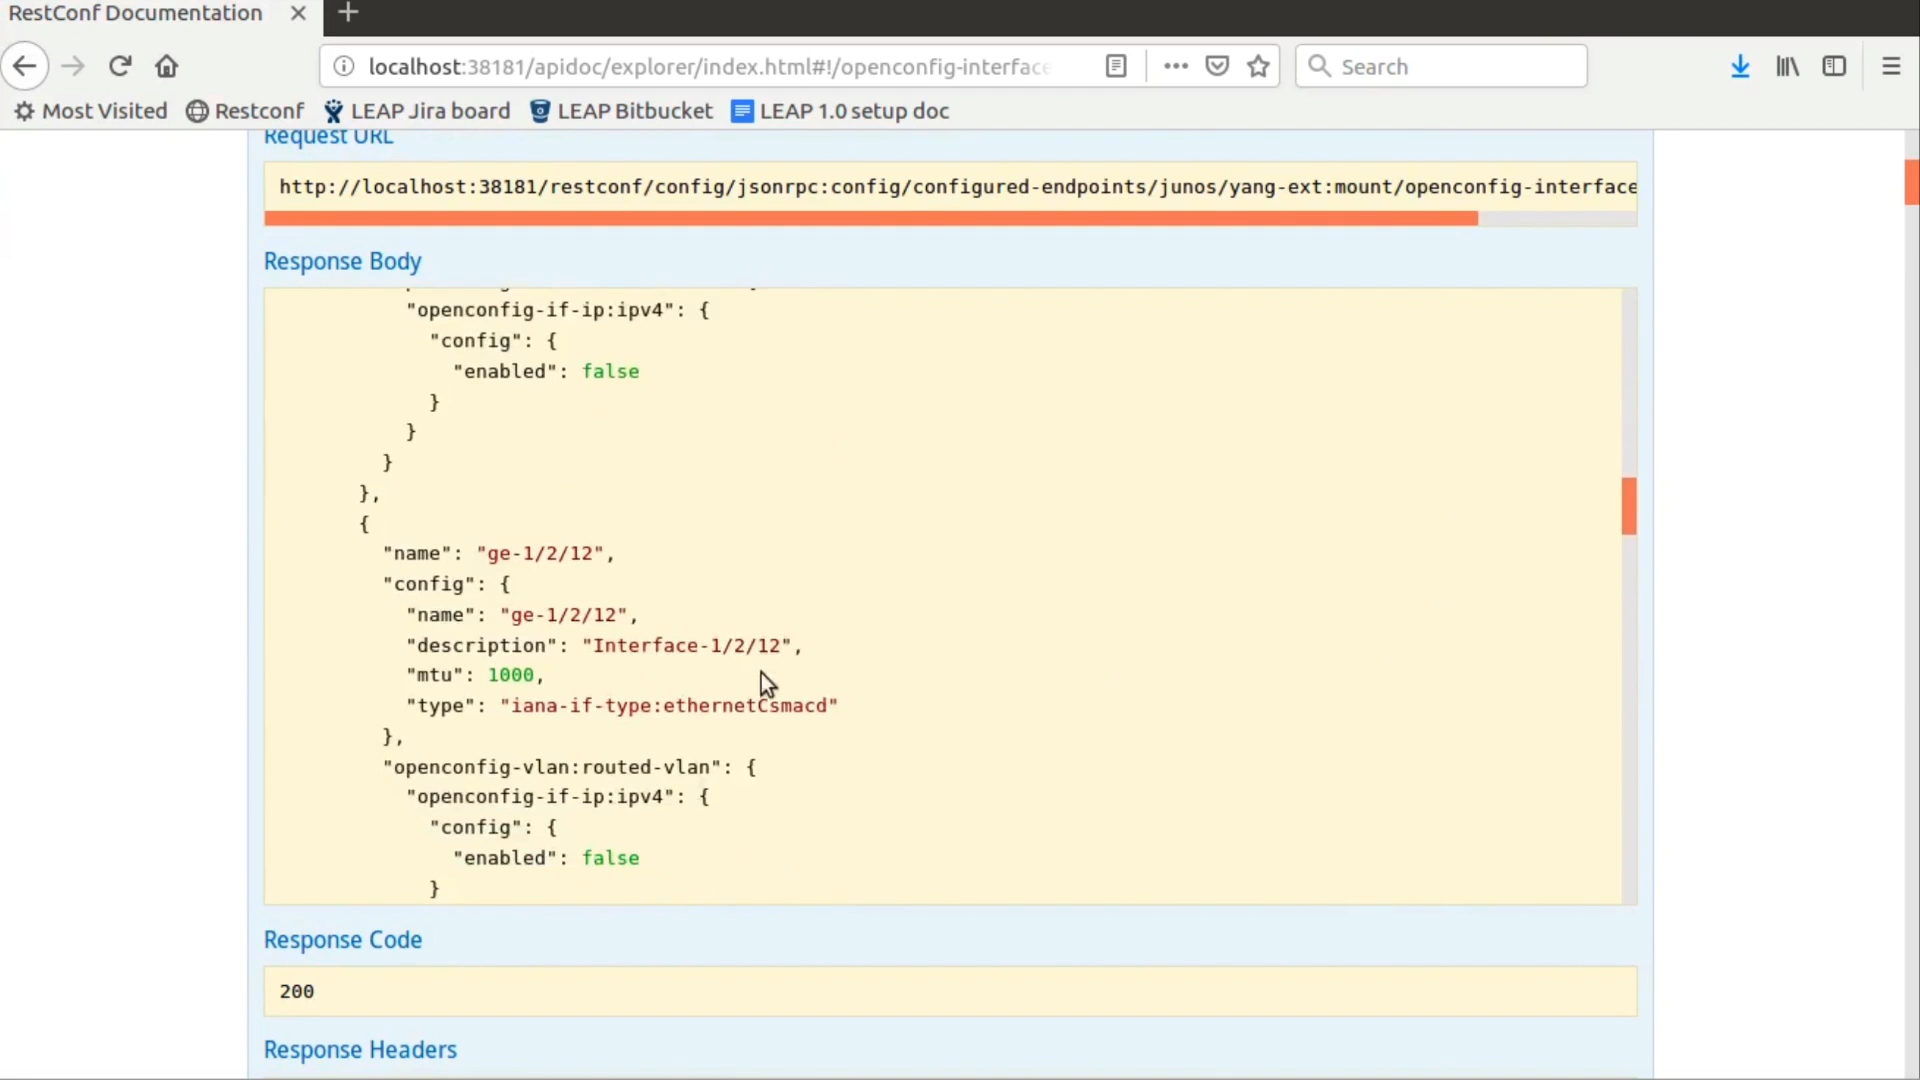 RestConf Documentation
localhost:38181/apidoc/explorer/index.html#!/openconfig-interface
Search
Most Visited Restconf LEAP Jira board LEAP Bitbucket LEAP 1.0 setup doc
Request URL
http://localhost:38181/restconf/config/jsonrpc:config/configured-endpoints/junos/yang-ext:mount/openconfig-interface
Response Body
"openconfig-if-ip:ipv4": {
"config": {
"enabled": false
}
}
}
},
{
"name": "ge-1/2/12",
"config": {
"name": "ge-1/2/12",
"description": "Interface-1/2/12",
"mtu": 1000,
"type": "iana-if-type:ethernetCsmacd"
},
"openconfig-vlan:routed-vlan": {
"openconfig-if-ip:ipv4": {
"config": {
"enabled": false
}
Response Code
200
Response Headers